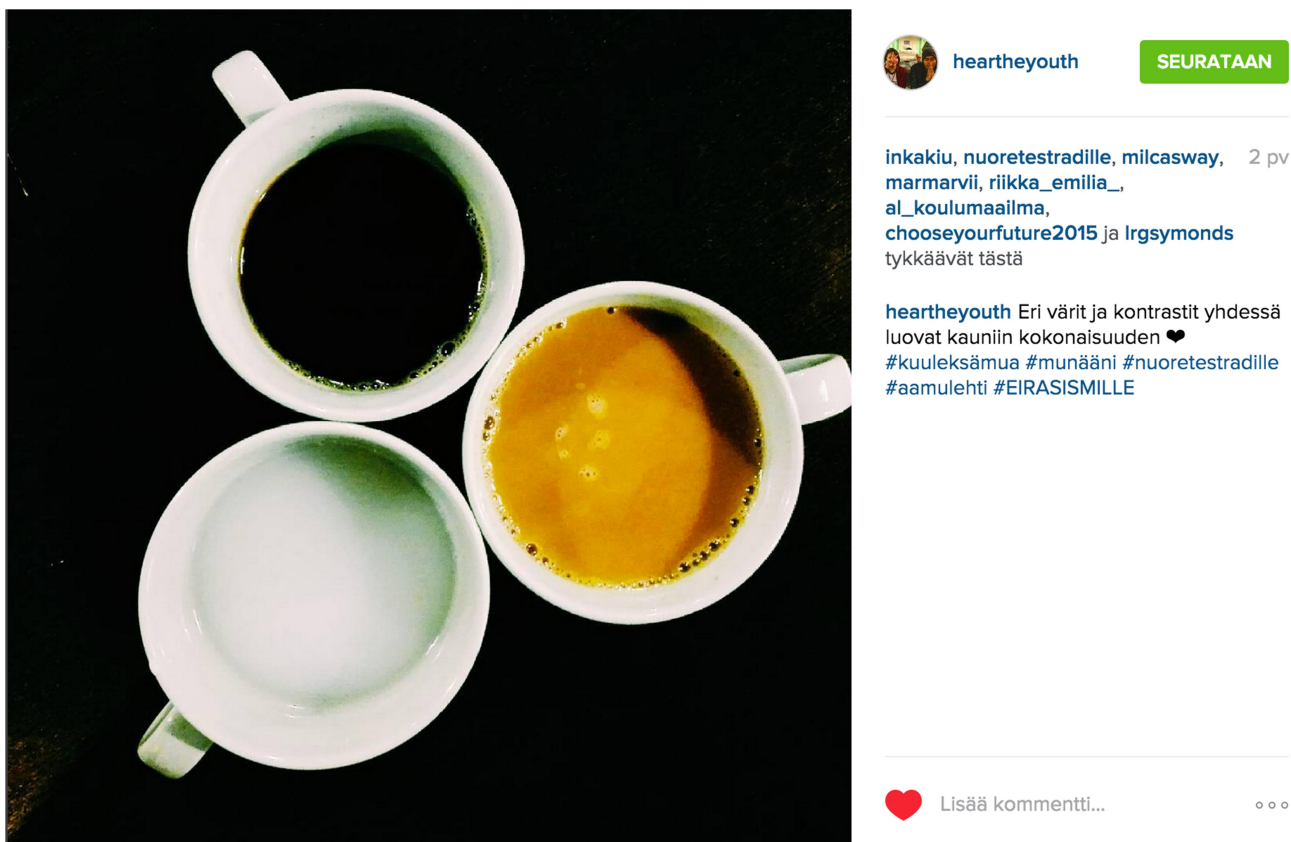 heartheyouth
SEURATAAN
inkakiu, nuoretestradille, milcasway, 2 pv
marmarvii, riikka_emilia_,
al_koulumaailma,
chooseyourfuture2015 ja lrgsymonds
tykkäävät tästä
heartheyouth Eri värit ja kontrastit yhdessä
luovat kauniin kokonaisuuden ❤
#kuuleksämua #munääni #nuoretestradille
#aamulehti #EIRASISMILLE
Lisää kommentti...